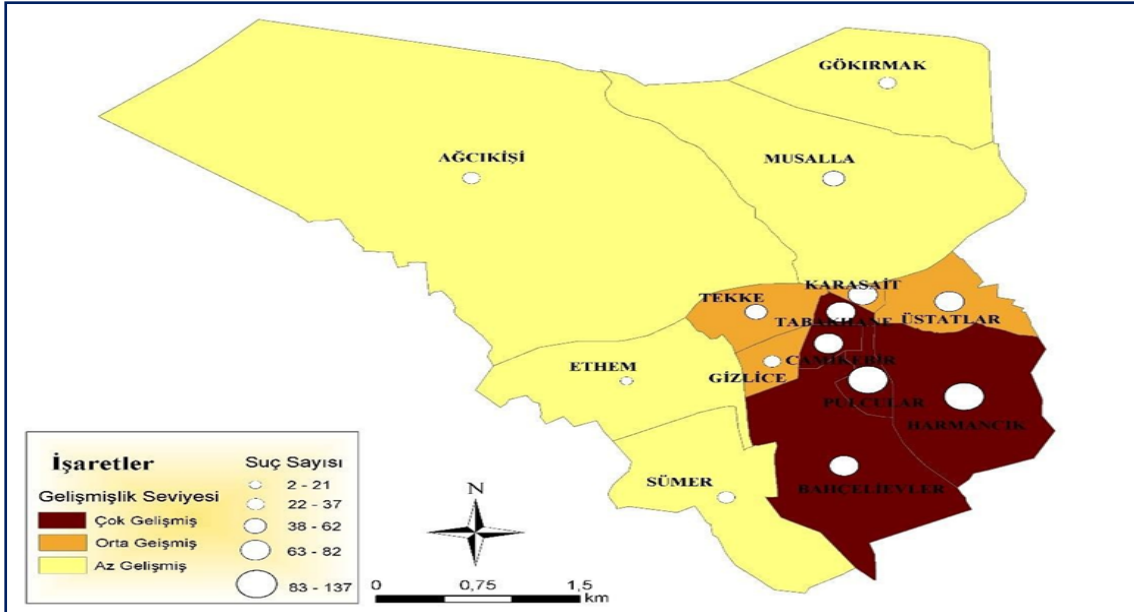 GÖKIRMAK
AĞCIKİŞİ
MUSALLA
KARASAİT
TEKKE
TABAKHANE
ÜSTATLAR
CAMİKEBİR
ETHEM
GİZLİCE
PULCULAR
HARMANCIK
SÜMER
BAHÇELİEVLER
İşaretler
Gelişmişlik Seviyesi
Çok Gelişmiş
Orta Geişmiş
Az Gelişmiş
Suç Sayısı
2 - 21
22 - 37
38 - 62
63 - 82
83 - 137
N
0 0,75 1,5
km